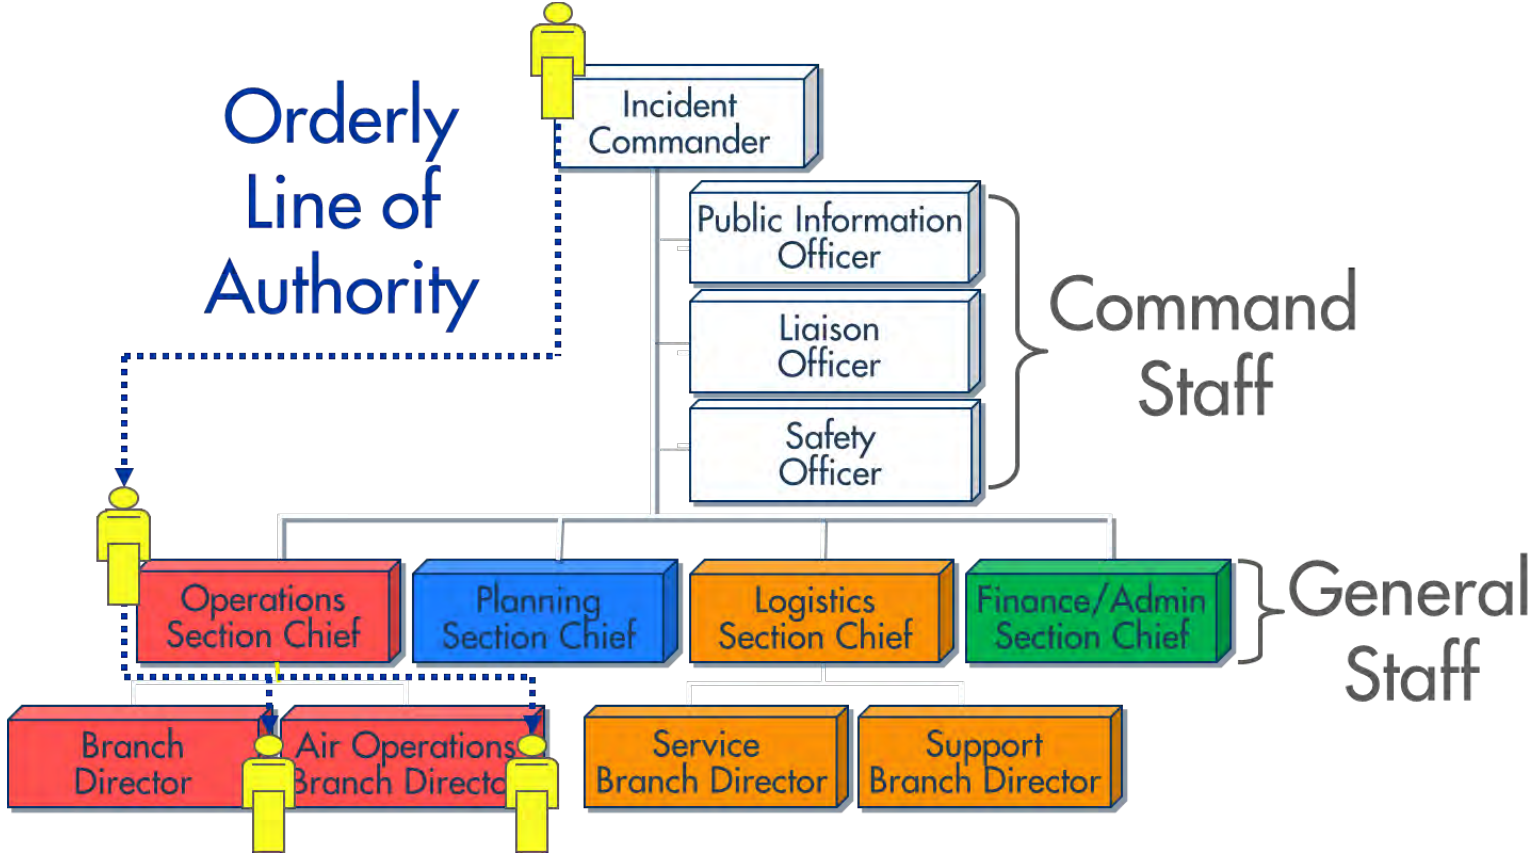 Orderly
Line of
Authority
Incident
Commander
Public Information
Officer
Liaison
Officer
Safety
Officer
Command
Staff
Operations
Section Chief
Planning
Section Chief
Logistics
Section Chief
Finance/Admin
Section Chief
General
Staff
Branch
Director
Air Operations
Branch Director
Service
Branch Director
Support
Branch Director